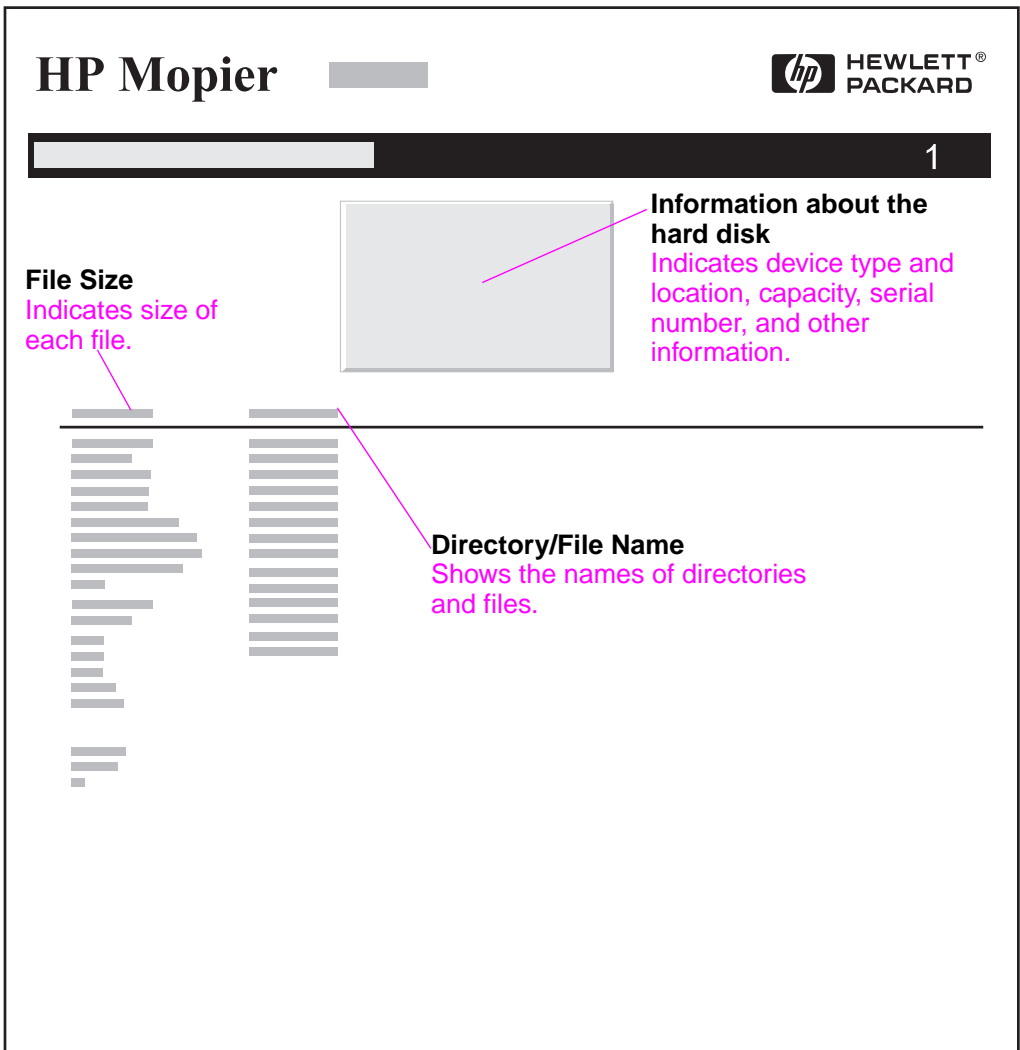 HP Mopier
hp HEWLETT®
PACKARD
1
Information about the
hard disk
Indicates device type and
location, capacity, serial
number, and other
information.
File Size
Indicates size of
each file.
Directory/File Name
Shows the names of directories
and files.